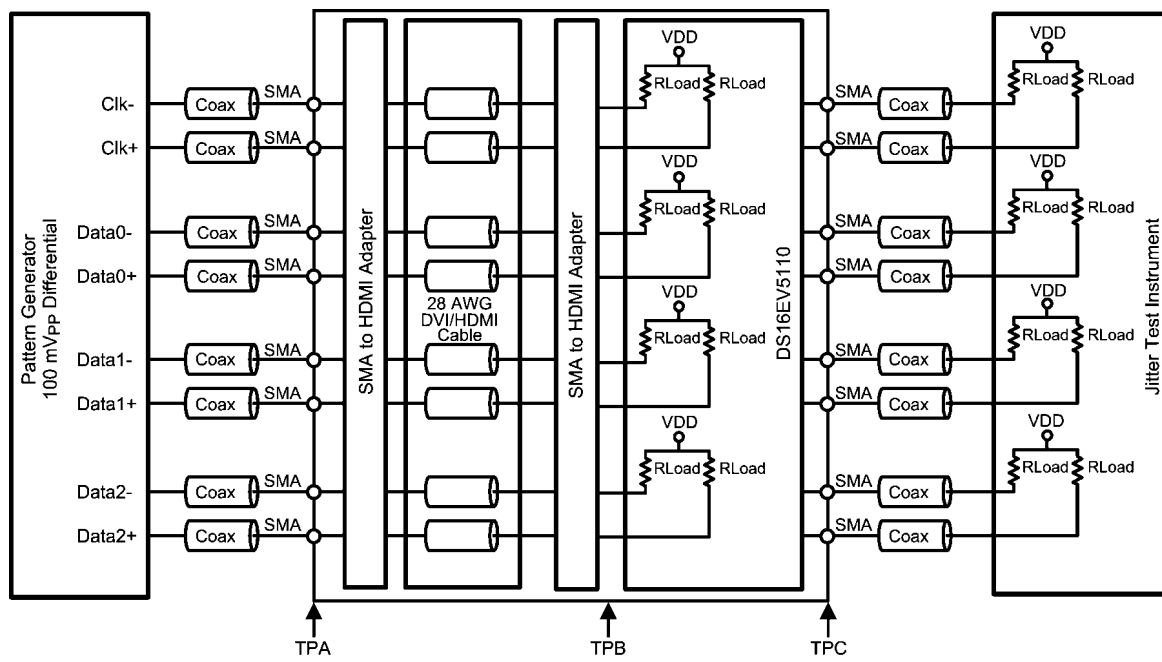 Pattern Generator
100 mVPP Differential
Clk-
Clk+
Data0-
Data0+
Data1-
Data1+
Data2-
Data2+
Coax
Coax
Coax
Coax
Coax
Coax
Coax
Coax
SMA
SMA
SMA
SMA
SMA
SMA
SMA
SMA
SMA to HDMI Adapter
28 AWG
DVI/HDMI
Cable
SMA to HDMI Adapter
VDD
RLoad RLoad
VDD
RLoad RLoad
VDD
RLoad RLoad
VDD
RLoad RLoad
DS16EV5110
SMA
SMA
SMA
SMA
SMA
SMA
SMA
SMA
Coax
Coax
Coax
Coax
Coax
Coax
Coax
Coax
VDD
RLoad RLoad
VDD
RLoad RLoad
VDD
RLoad RLoad
VDD
RLoad RLoad
Jitter Test Instrument
TPA
TPB
TPC